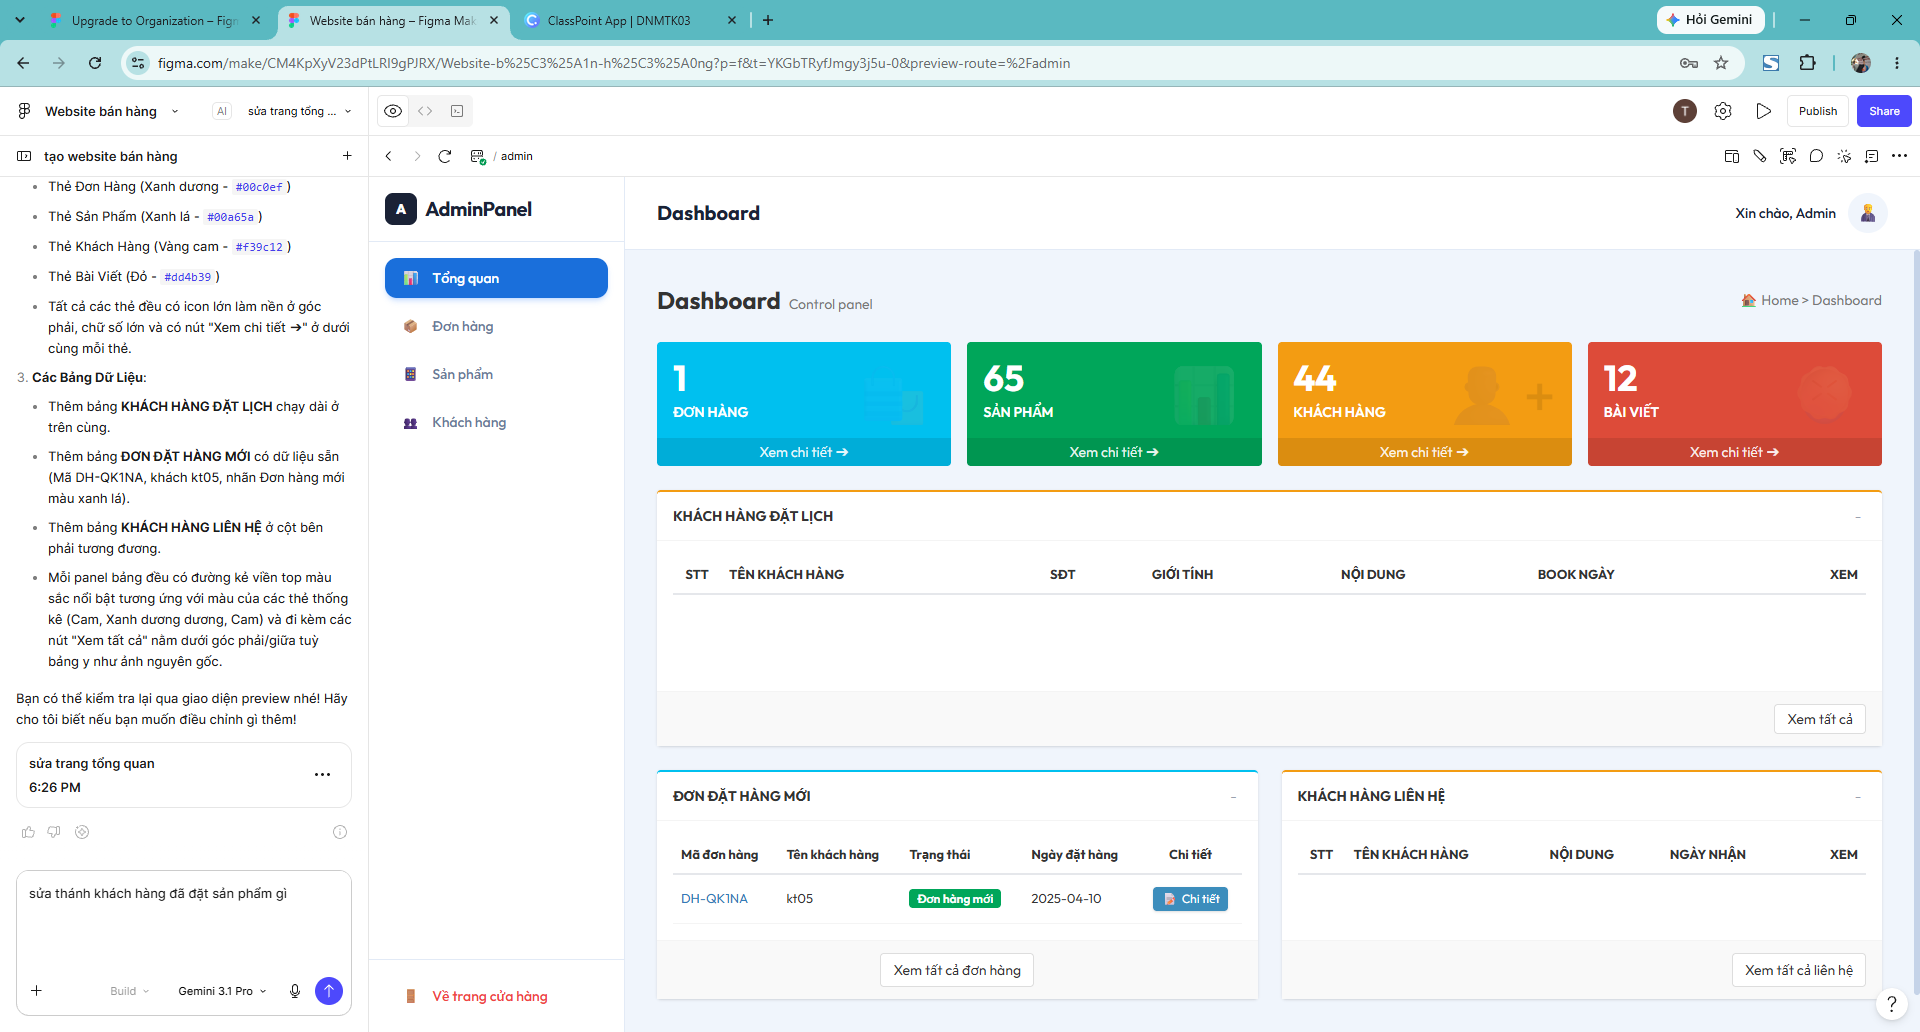 Upgrade to Organization – Fign
Website bán hàng – Figma Mak
ClassPoint App | DNMTK03
Hỏi Gemini
figma.com/make/CM4KpXyV23dPtLRI9gPJRX/Website-b%25C3%25A1n-h%25C3%25A0ng?p=f&t=YKGbTRyfJmgy3j5u-0&preview-route=%2Fadmin
Website bán hàng
AI
sửa trang tổng ...
T
Publish
Share
tạo website bán hàng
/ admin
Thẻ Đơn Hàng (Xanh dương - #00c0ef )
Thẻ Sản Phẩm (Xanh lá - #00a65a )
Thẻ Khách Hàng (Vàng cam - #f39c12 )
Thẻ Bài Viết (Đỏ - #dd4b39 )
Tất cả các thẻ đều có icon lớn làm nền ở góc
phải, chữ số lớn và có nút "Xem chi tiết ➔" ở dưới
cùng mỗi thẻ.
3. Các Bảng Dữ Liệu:
Thêm bảng KHÁCH HÀNG ĐẶT LỊCH chạy dài ở
trên cùng.
Thêm bảng ĐƠN ĐẶT HÀNG MỚI có dữ liệu sẵn
(Mã DH-QK1NA, khách kt05, nhãn Đơn hàng mới
màu xanh lá).
Thêm bảng KHÁCH HÀNG LIÊN HỆ ở cột bên
phải tương đương.
Mỗi panel bảng đều có đường kẻ viền top màu
sắc nổi bật tương ứng với màu của các thẻ thống
kê (Cam, Xanh dương dương, Cam) và đi kèm các
nút "Xem tất cả" nằm dưới góc phải/giữa tuỳ
bảng y như ảnh nguyên gốc.
Bạn có thể kiểm tra lại qua giao diện preview nhé! Hãy
cho tôi biết nếu bạn muốn điều chỉnh gì thêm!
sửa trang tổng quan
6:26 PM
sửa thánh khách hàng đã đặt sản phẩm gì
Build
Gemini 3.1 Pro
A AdminPanel
Tổng quan
Đơn hàng
Sản phẩm
Khách hàng
Về trang cửa hàng
Dashboard
Xin chào, Admin
Dashboard Control panel
Home > Dashboard
1
ĐƠN HÀNG
Xem chi tiết ➔
65
SẢN PHẨM
Xem chi tiết ➔
44
KHÁCH HÀNG
Xem chi tiết ➔
12
BÀI VIẾT
Xem chi tiết ➔
KHÁCH HÀNG ĐẶT LỊCH
STT TÊN KHÁCH HÀNG SĐT GIỚI TÍNH NỘI DUNG BOOK NGÀY XEM
Xem tất cả
ĐƠN ĐẶT HÀNG MỚI
Mã đơn hàng Tên khách hàng Trạng thái Ngày đặt hàng Chi tiết
DH-QK1NA kt05 Đơn hàng mới 2025-04-10 Chi tiết
Xem tất cả đơn hàng
KHÁCH HÀNG LIÊN HỆ
STT TÊN KHÁCH HÀNG NỘI DUNG NGÀY NHẬN XEM
Xem tất cả liên hệ
?